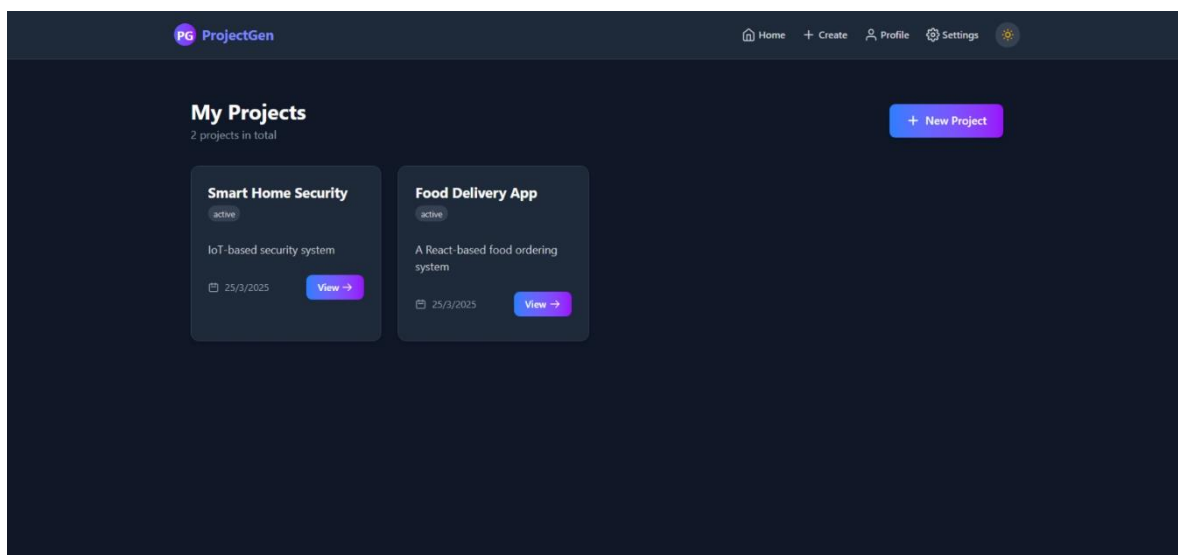 PG ProjectGen
Home + Create Profile Settings
My Projects
2 projects in total
+ New Project
Smart Home Security
active
IoT-based security system
25/3/2025 View →
Food Delivery App
active
A React-based food ordering
system
25/3/2025 View →